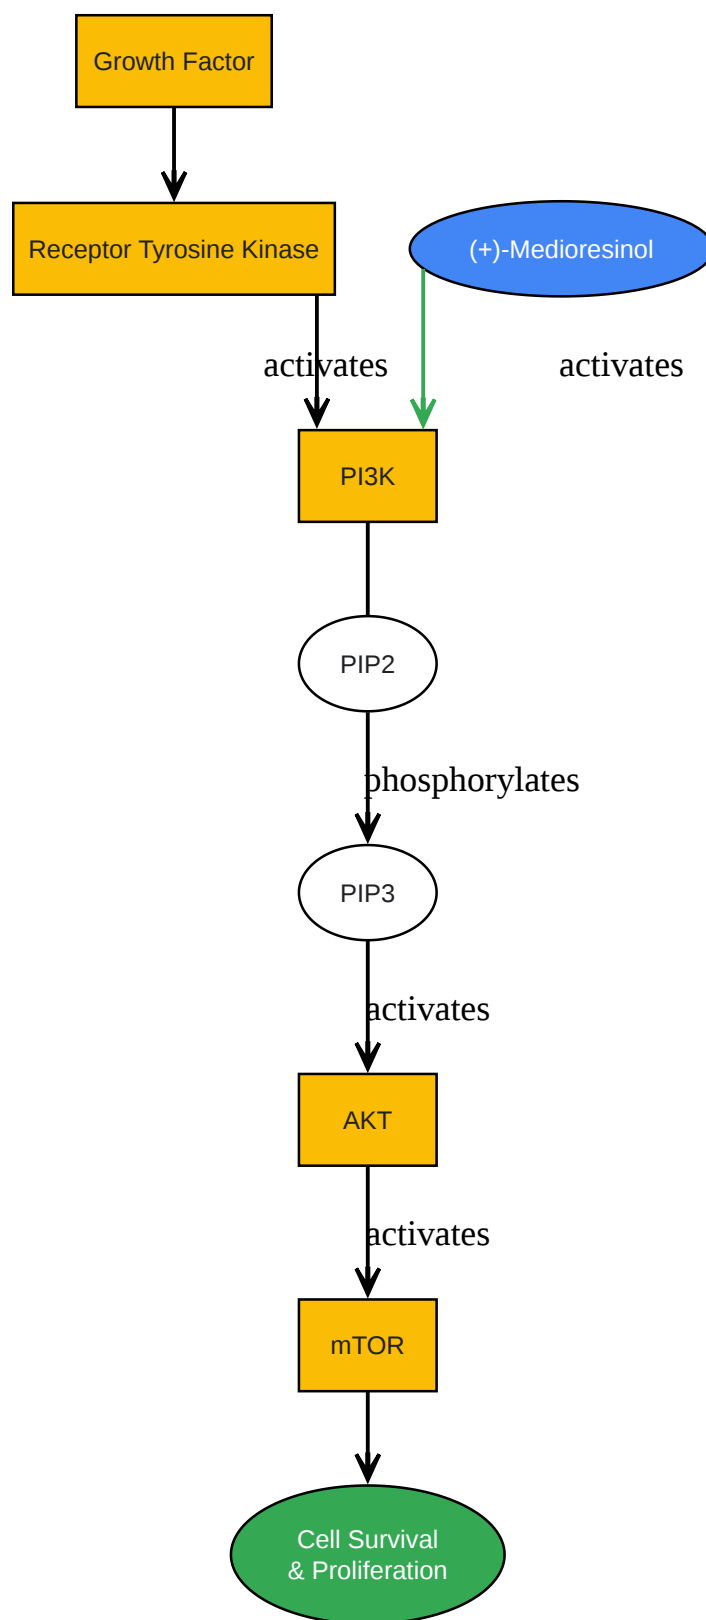 Growth Factor
Receptor Tyrosine Kinase
(+)-Medioresinol
activates
activates
PI3K
PIP2
phosphorylates
PIP3
activates
AKT
activates
mTOR
Cell Survival
& Proliferation